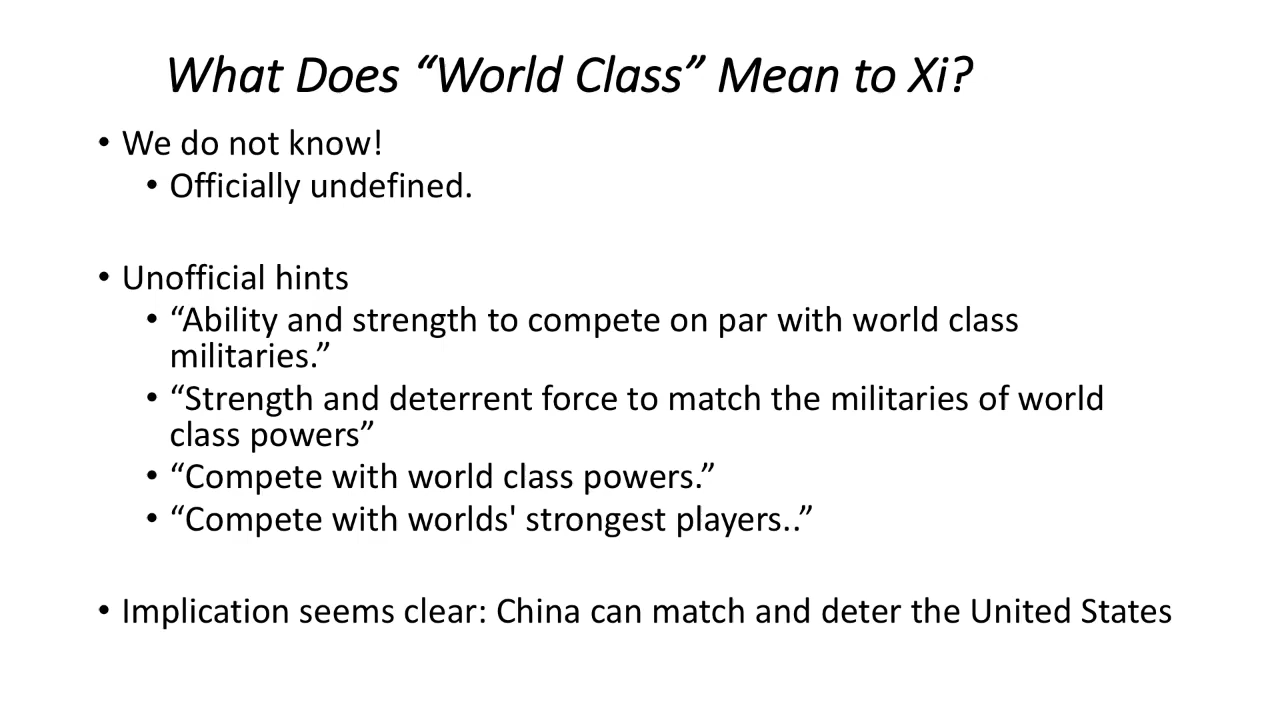 What Does “World Class” Mean to Xi?
• We do not know!
• Officially undefined.
• Unofficial hints
• “Ability and strength to compete on par with world class
militaries.”
• “Strength and deterrent force to match the militaries of world
class powers”
• “Compete with world class powers.”
• “Compete with worlds' strongest players..”
• Implication seems clear: China can match and deter the United States